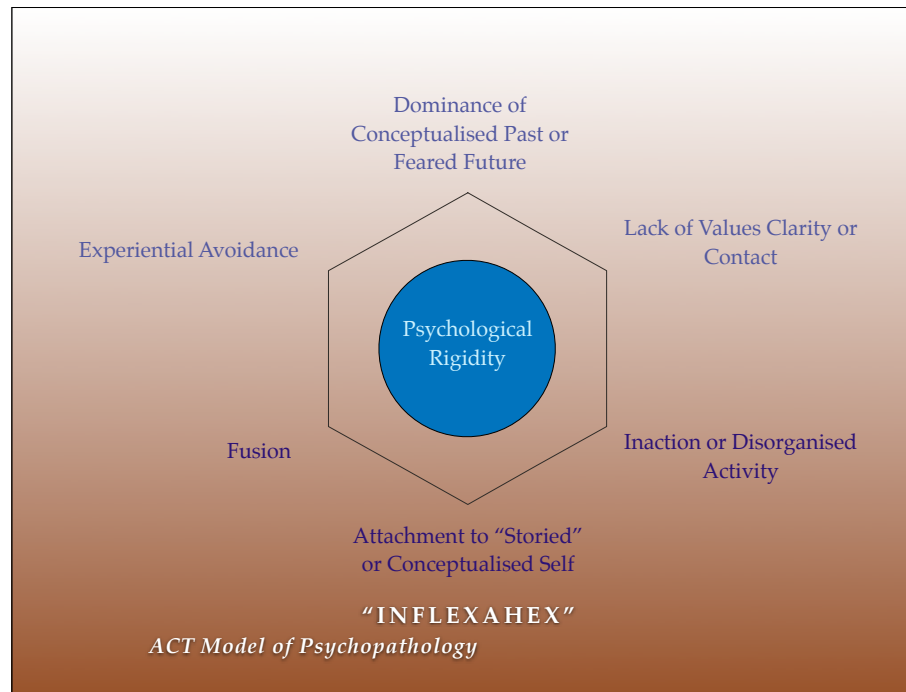 Dominance of
Conceptualised Past or
Feared Future
Experiential Avoidance
Lack of Values Clarity or
Contact
Psychological
Rigidity
Fusion
Inaction or Disorganised
Activity
Attachment to “Storied”
or Conceptualised Self
“INFLEXAHEX”
ACT Model of Psychopathology